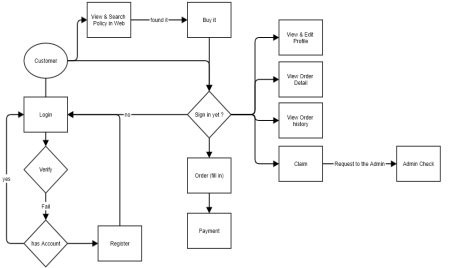 View & Search
Policy in Web
found it
Buy it
View & Edit
Profile
Customer
View Order
Detail
Login
no
Sign in yet ?
View Order
history
Verify
Order (fill in)
Claim
Request to the Admin
Admin Check
yes
Fail
has Account
Register
Payment